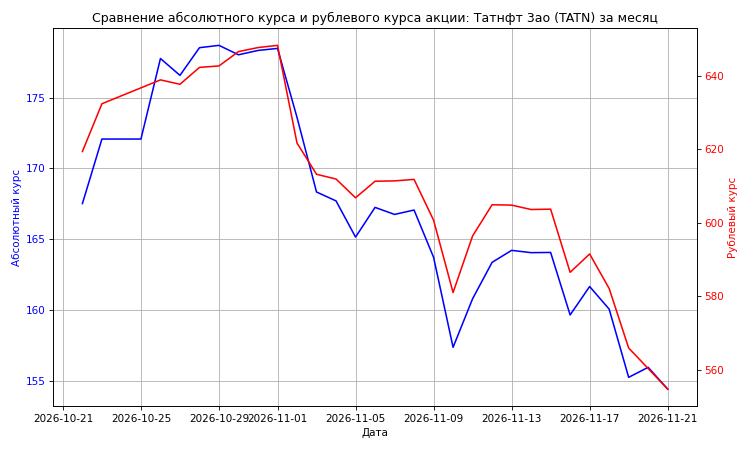 Сравнение абсолютного курса и рублевого курса акции: Татнфт 3ао (TATN) за месяц
Абсолютный курс
175
170
165
160
155
640
620
600
580
560
Рублевый курс
2026-10-21 2026-10-25 2026-10-29 2026-11-01 2026-11-05 2026-11-09 2026-11-13 2026-11-17 2026-11-21
Дата